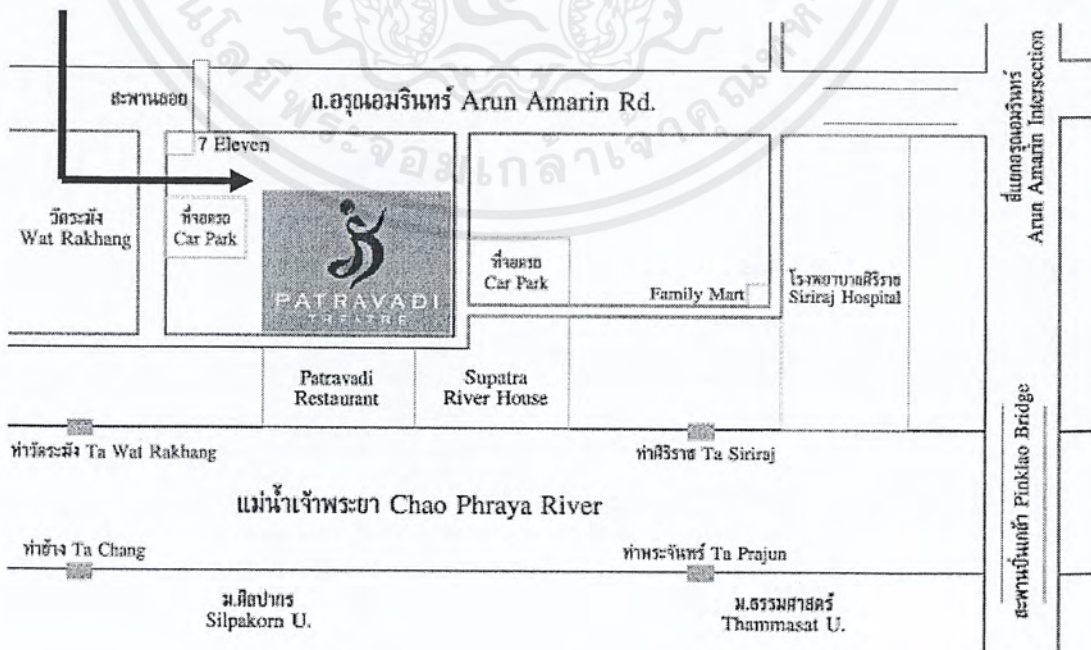 สะพานลอย
ถ.อรุณอมรินทร์ Arun Amarin Rd.
สี่แยกอรุณอมรินทร์
Arun Amarin Intersection
7 Eleven
วัดระฆัง
Wat Rakhang
ที่จอดรถ
Car Park
PATRAVADI
THEATRE
ที่จอดรถ
Car Park
Family Mart
โรงพยาบาลศิริราช
Siriraj Hospital
Patravadi
Restaurant
Supatra
River House
ท่าวัดระฆัง Ta Wat Rakhang
ท่าศิริราช Ta Siriraj
แม่น้ำเจ้าพระยา Chao Phraya River
สะพานปิ่นเกล้า Pinklao Bridge
ท่าช้าง Ta Chang
ท่าพระจันทร์ Ta Prajun
ม.ศิลปากร
Silpakorn U.
ม.ธรรมศาสตร์
Thammasat U.